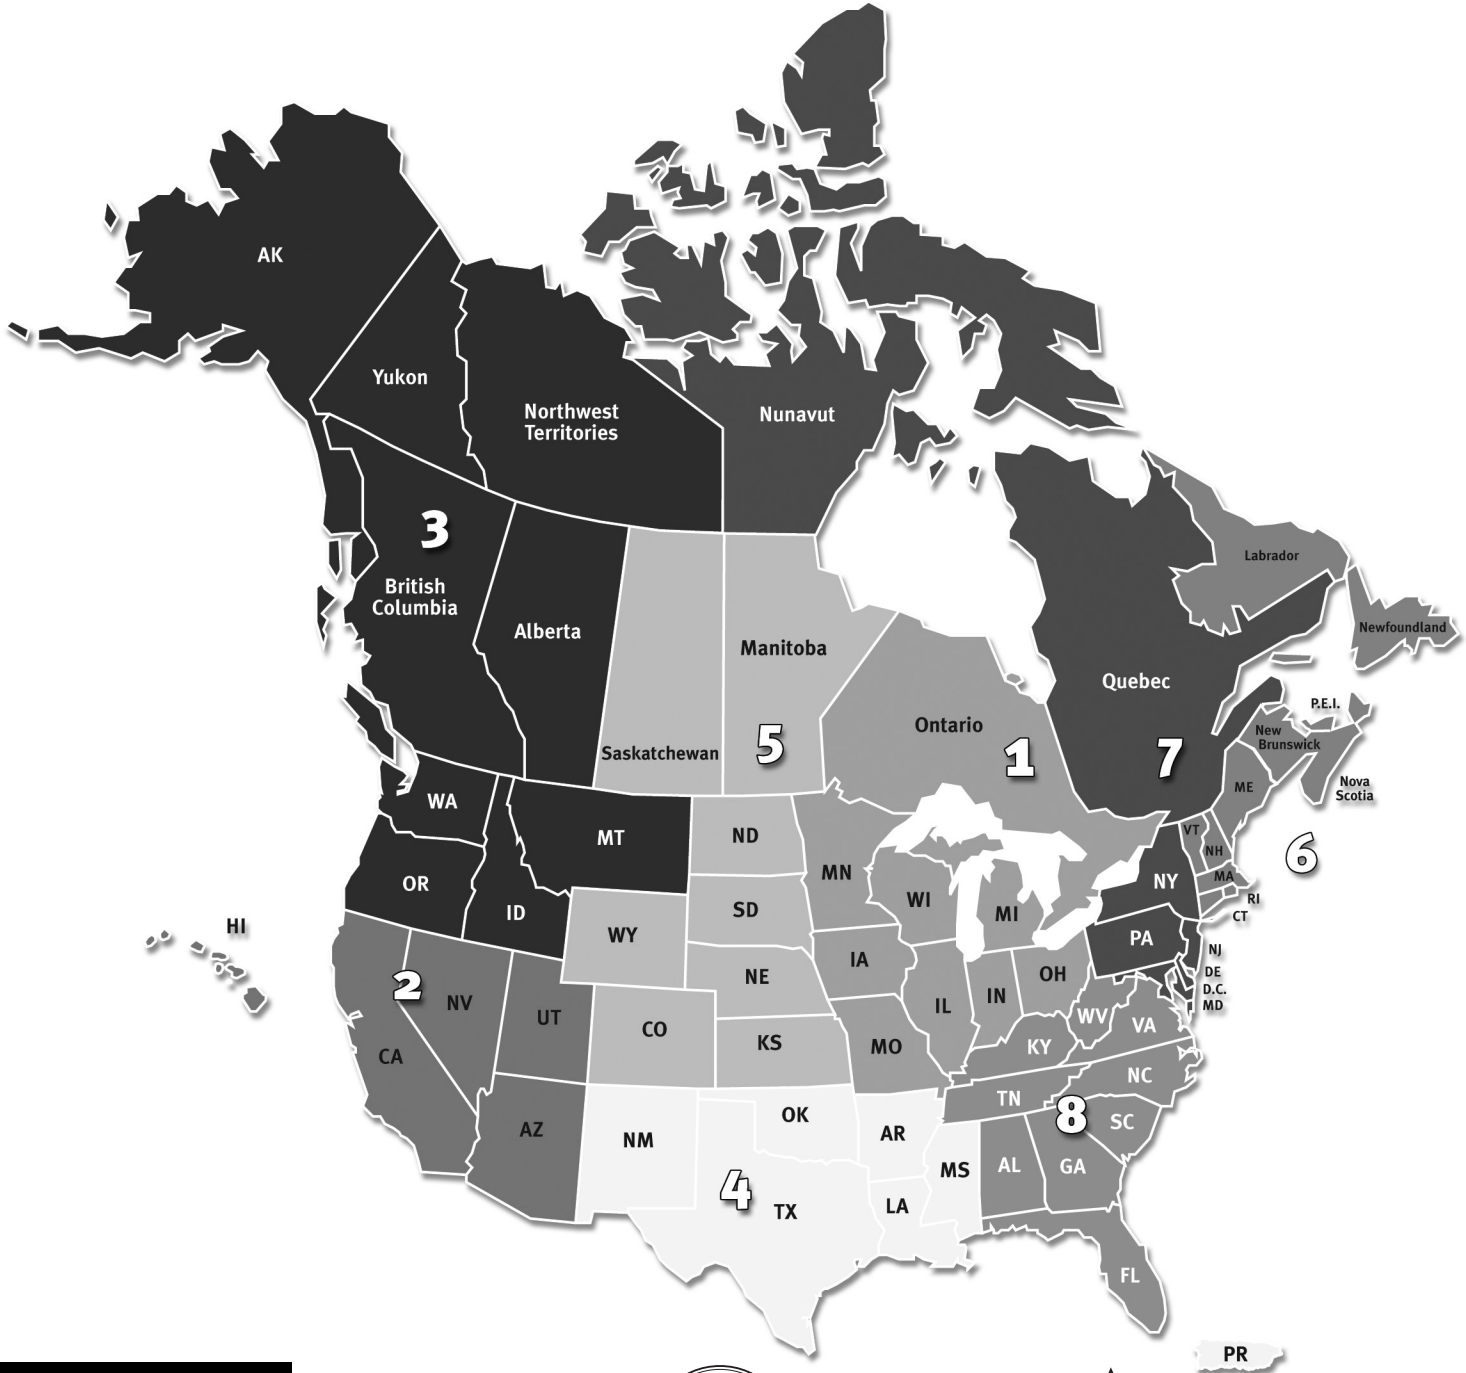 AK
Yukon
Northwest
Territories
Nunavut
3
British
Columbia
Alberta
Labrador
Newfoundland
Manitoba
Quebec
Saskatchewan
5
Ontario
1
7
P.E.I.
New
Brunswick
Nova
Scotia
WA
MT
ND
ME
OR
ID
MN
VT
NH
6
WY
SD
WI
MI
NY
MA
RI
CT
HI
NE
IA
PA
NJ
2
NV
UT
CO
KS
IL
IN
OH
DE
D.C.
MD
CA
MO
KY
WV
VA
AZ
NM
OK
AR
TN
8
NC
SC
4
TX
LA
MS
AL
GA
FL
PR